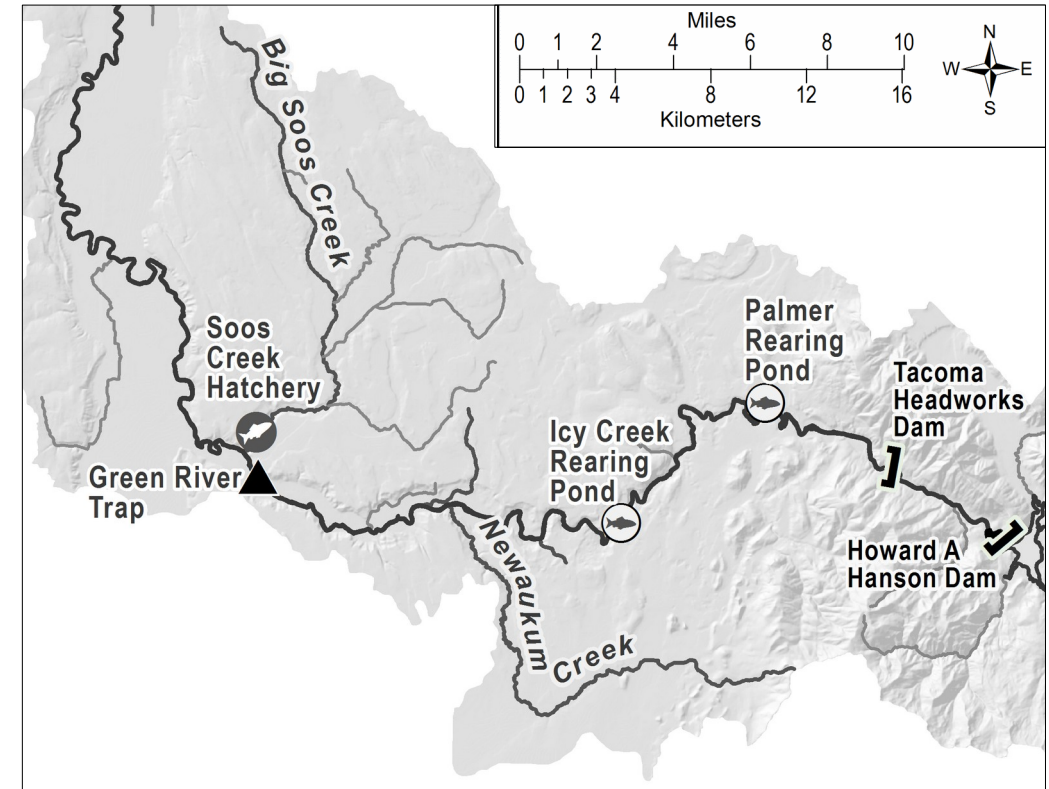 Miles
0 1 2 4 6 8 10
0 1 2 3 4 8 12 16
Kilometers
N
W E
S
Big Soos Creek
Soos
Creek
Hatchery
Green River
Trap
Palmer
Rearing
Pond
Tacoma
Headworks
Dam
Icy Creek
Rearing
Pond
Howard A
Hanson Dam
Newaukum
Creek